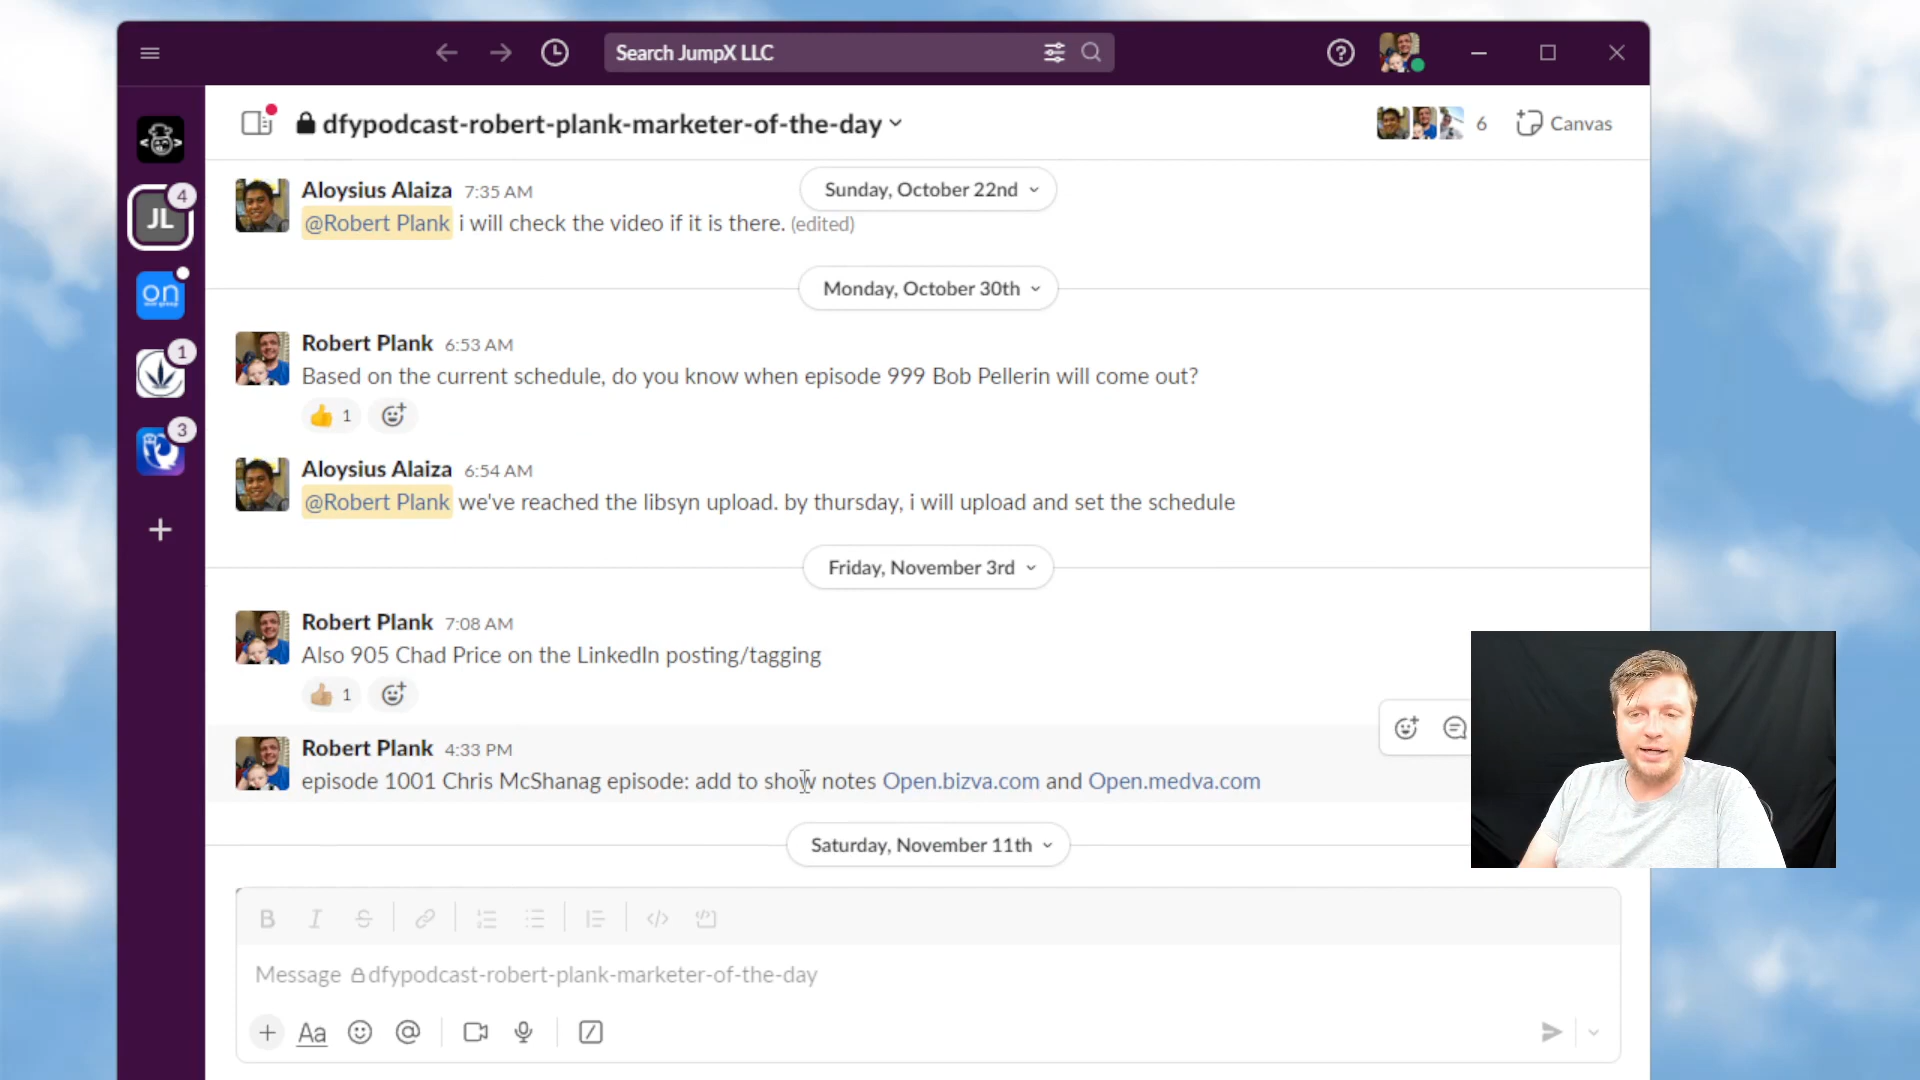 Search JumpX LLC
dfypodcast-robert-plank-marketer-of-the-day
6
Canvas
4
JL
on
1
3
Aloysius Alaiza 7:35 AM
Sunday, October 22nd
@Robert Plank i will check the video if it is there. (edited)
Monday, October 30th
Robert Plank 6:53 AM
Based on the current schedule, do you know when episode 999 Bob Pellerin will come out?
1
Aloysius Alaiza 6:54 AM
@Robert Plank we've reached the libsyn upload. by thursday, i will upload and set the schedule
Friday, November 3rd
Robert Plank 7:08 AM
Also 905 Chad Price on the LinkedIn posting/tagging
1
Robert Plank 4:33 PM
episode 1001 Chris McShanag episode: add to show notes Open.bizva.com and Open.medva.com
Saturday, November 11th
B I S
Message dfypodcast-robert-plank-marketer-of-the-day
Aa